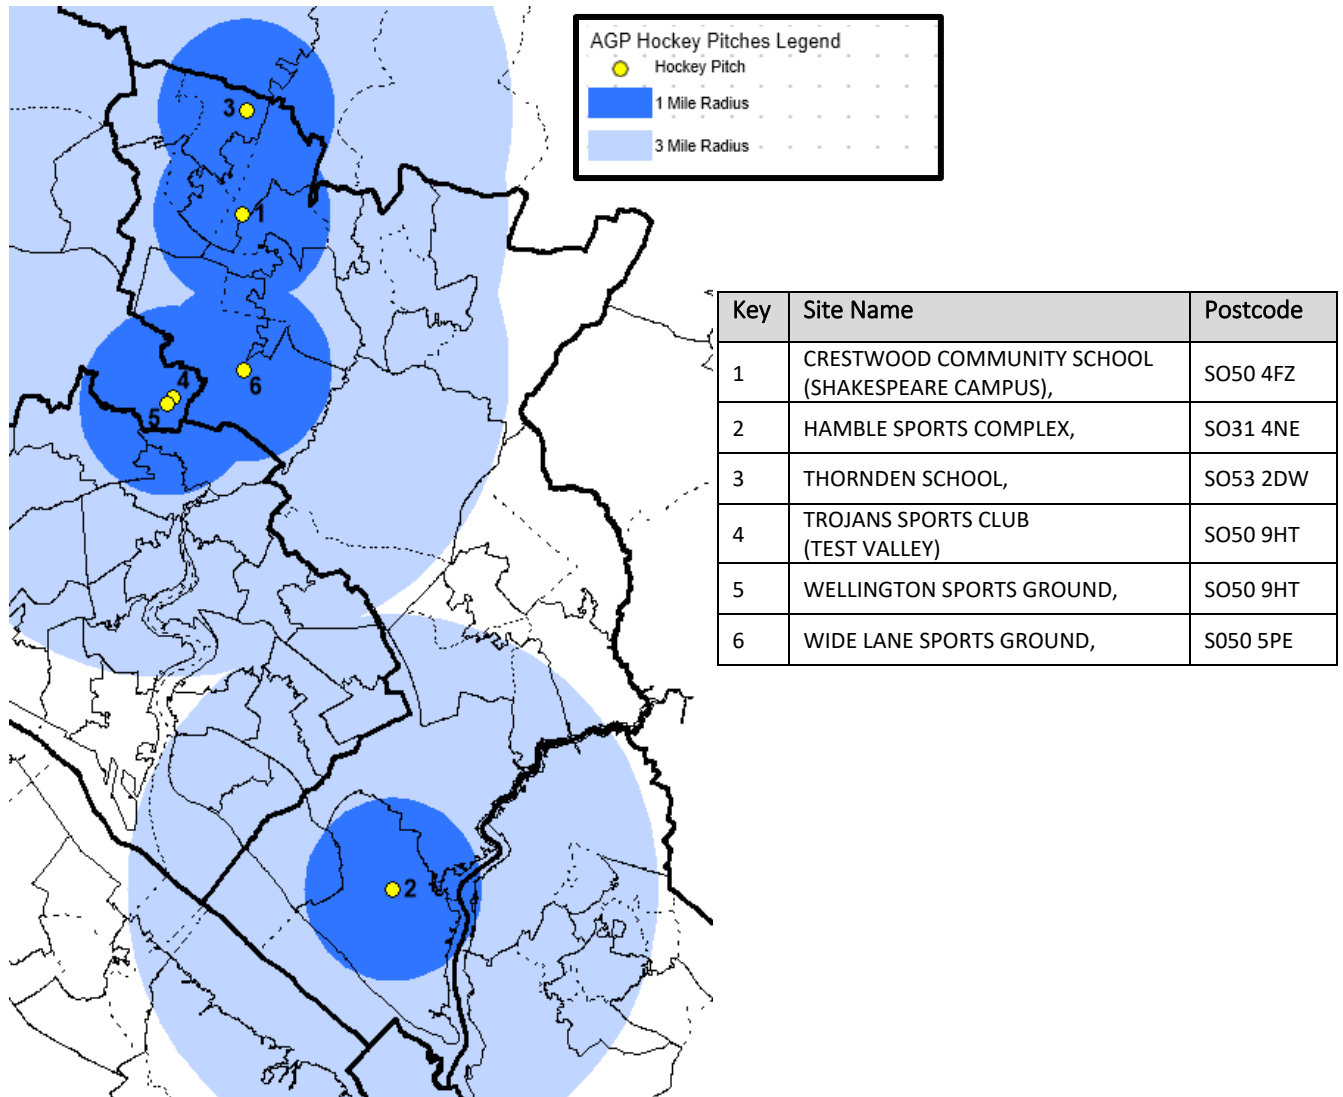 AGP Hockey Pitches Legend
Hockey Pitch
1 Mile Radius
3 Mile Radius
3
1
6
4
5
2
Key Site Name Postcode
1 CRESTWOOD COMMUNITY SCHOOL (SHAKESPEARE CAMPUS), SO50 4FZ
2 HAMBLE SPORTS COMPLEX, SO31 4NE
3 THORNDEN SCHOOL, SO53 2DW
4 TROJANS SPORTS CLUB (TEST VALLEY) SO50 9HT
5 WELLINGTON SPORTS GROUND, SO50 9HT
6 WIDE LANE SPORTS GROUND, S050 5PE